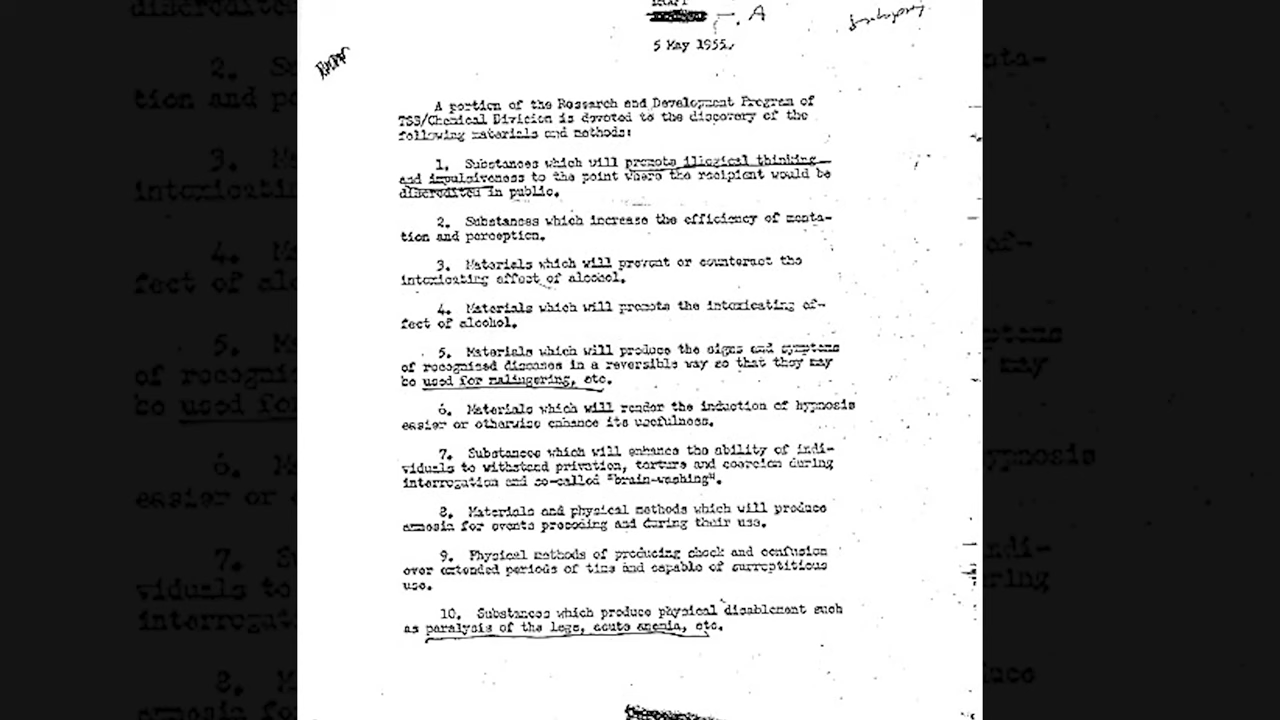 DRAFT
A
5 May 1955.
A portion of the Research and Development Program of
TSS/Chemical Division is devoted to the discovery of the
following materials and methods:
1. Substances which will promote illogical thinking
and impulsiveness to the point where the recipient would be
discredited in public.
2. Substances which increase the efficiency of menta-
tion and perception.
3. Materials which will prevent or counteract the
intoxicating effect of alcohol.
4. Materials which will promote the intoxicating ef-
fect of alcohol.
5. Materials which will produce the signs and symptoms
of recognized diseases in a reversible way so that they may
be used for malingering, etc.
6. Materials which will render the induction of hypnosis
easier or otherwise enhance its usefulness.
7. Substances which will enhance the ability of indi-
viduals to withstand privation, torture and coercion during
interrogation and so-called "brain-washing".
8. Materials and physical methods which will produce
amnesia for events preceding and during their use.
9. Physical methods of producing shock and confusion
over extended periods of time and capable of surreptitious
use.
10. Substances which produce physical disablement such
as paralysis of the legs, acute anemia, etc.